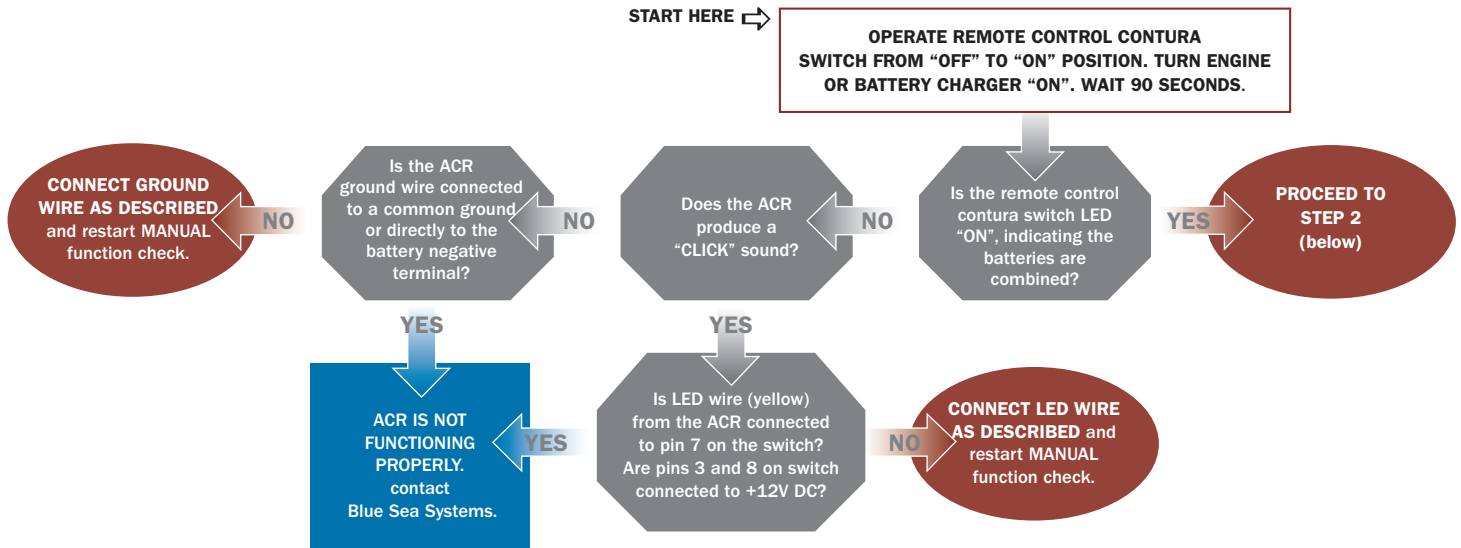 START HERE
OPERATE REMOTE CONTROL CONTURA
SWITCH FROM “OFF” TO “ON” POSITION. TURN ENGINE
OR BATTERY CHARGER “ON”. WAIT 90 SECONDS.
CONNECT GROUND
WIRE AS DESCRIBED
and restart MANUAL
function check.
NO
Is the ACR
ground wire connected
to a common ground
or directly to the
battery negative
terminal?
NO
Does the ACR
produce a
“CLICK” sound?
NO
Is the remote control
contura switch LED
“ON”, indicating the
batteries are
combined?
YES
PROCEED TO
STEP 2
(below)
YES
YES
ACR IS NOT
FUNCTIONING
PROPERLY.
contact
Blue Sea Systems.
YES
Is LED wire (yellow)
from the ACR connected
to pin 7 on the switch?
Are pins 3 and 8 on switch
connected to +12V DC?
NO
CONNECT LED WIRE
AS DESCRIBED and
restart MANUAL
function check.